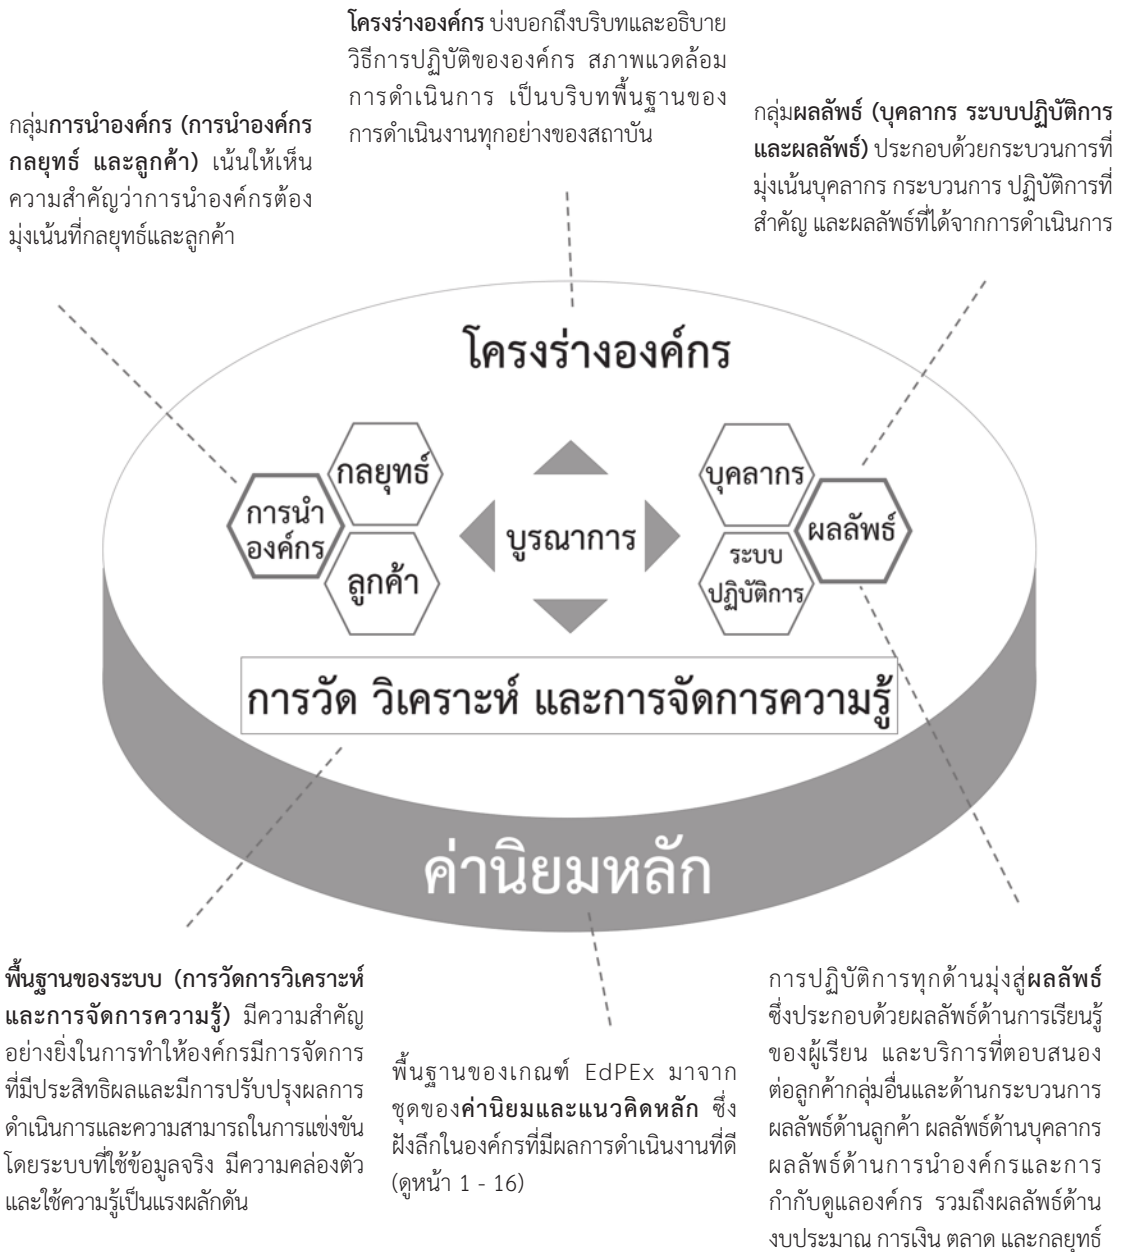 โครงร่างองค์กร บ่งบอกถึงบริบทและอธิบาย
วิธีการปฏิบัติขององค์กร สภาพแวดล้อม
การดำเนินการ เป็นบริบทพื้นฐานของ
การดำเนินงานทุกอย่างของสถาบัน
กลุ่มการนำองค์กร (การนำองค์กร
กลยุทธ์ และลูกค้า) เน้นให้เห็น
ความสำคัญว่าการนำองค์กรต้อง
มุ่งเน้นที่กลยุทธ์และลูกค้า
กลุ่มผลลัพธ์ (บุคลากร ระบบปฏิบัติการ
และผลลัพธ์) ประกอบด้วยกระบวนการที่
มุ่งเน้นบุคลากร กระบวนการ ปฏิบัติการที่
สำคัญ และผลลัพธ์ที่ได้จากการดำเนินการ
โครงร่างองค์กร
กลยุทธ์
การนำ
องค์กร
ลูกค้า
บูรณาการ
บุคลากร
ระบบ
ปฏิบัติการ
ผลลัพธ์
การวัด วิเคราะห์ และการจัดการความรู้
ค่านิยมหลัก
พื้นฐานของระบบ (การวัดการวิเคราะห์
และการจัดการความรู้) มีความสำคัญ
อย่างยิ่งในการทำให้องค์กรมีการจัดการ
ที่มีประสิทธิผลและมีการปรับปรุงผลการ
ดำเนินการและความสามารถในการแข่งขัน
โดยระบบที่ใช้ข้อมูลจริง มีความคล่องตัว
และใช้ความรู้เป็นแรงผลักดัน
พื้นฐานของเกณฑ์ EdPEx มาจาก
ชุดของค่านิยมและแนวคิดหลัก ซึ่ง
ฝังลึกในองค์กรที่มีผลการดำเนินงานที่ดี
(ดูหน้า 1 - 16)
การปฏิบัติการทุกด้านมุ่งสู่ผลลัพธ์
ซึ่งประกอบด้วยผลลัพธ์ด้านการเรียนรู้
ของผู้เรียน และบริการที่ตอบสนอง
ต่อลูกค้ากลุ่มอื่นและด้านกระบวนการ
ผลลัพธ์ด้านลูกค้า ผลลัพธ์ด้านบุคลากร
ผลลัพธ์ด้านการนำองค์กรและการ
กำกับดูแลองค์กร รวมถึงผลลัพธ์ด้าน
งบประมาณ การเงิน ตลาด และกลยุทธ์